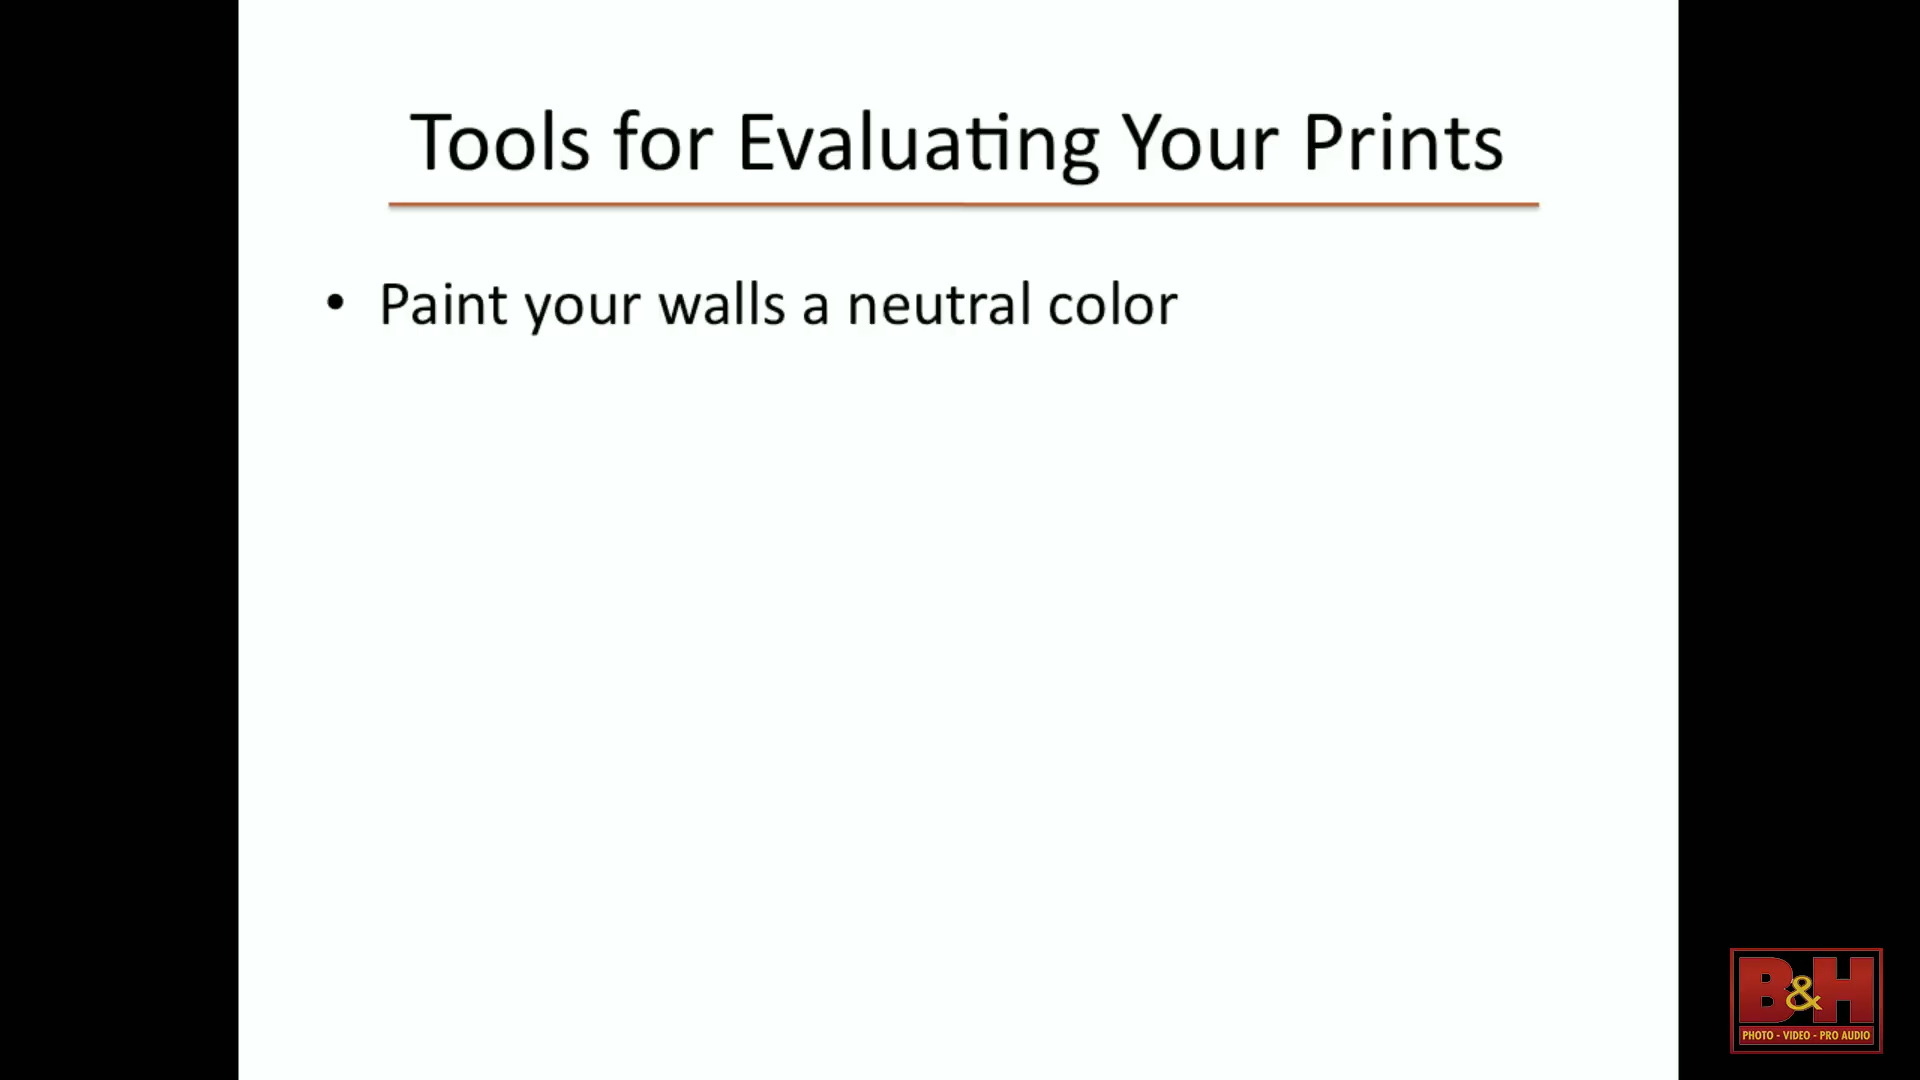 Tools for Evaluating Your Prints
• Paint your walls a neutral color
B&H
PHOTO - VIDEO - PRO AUDIO